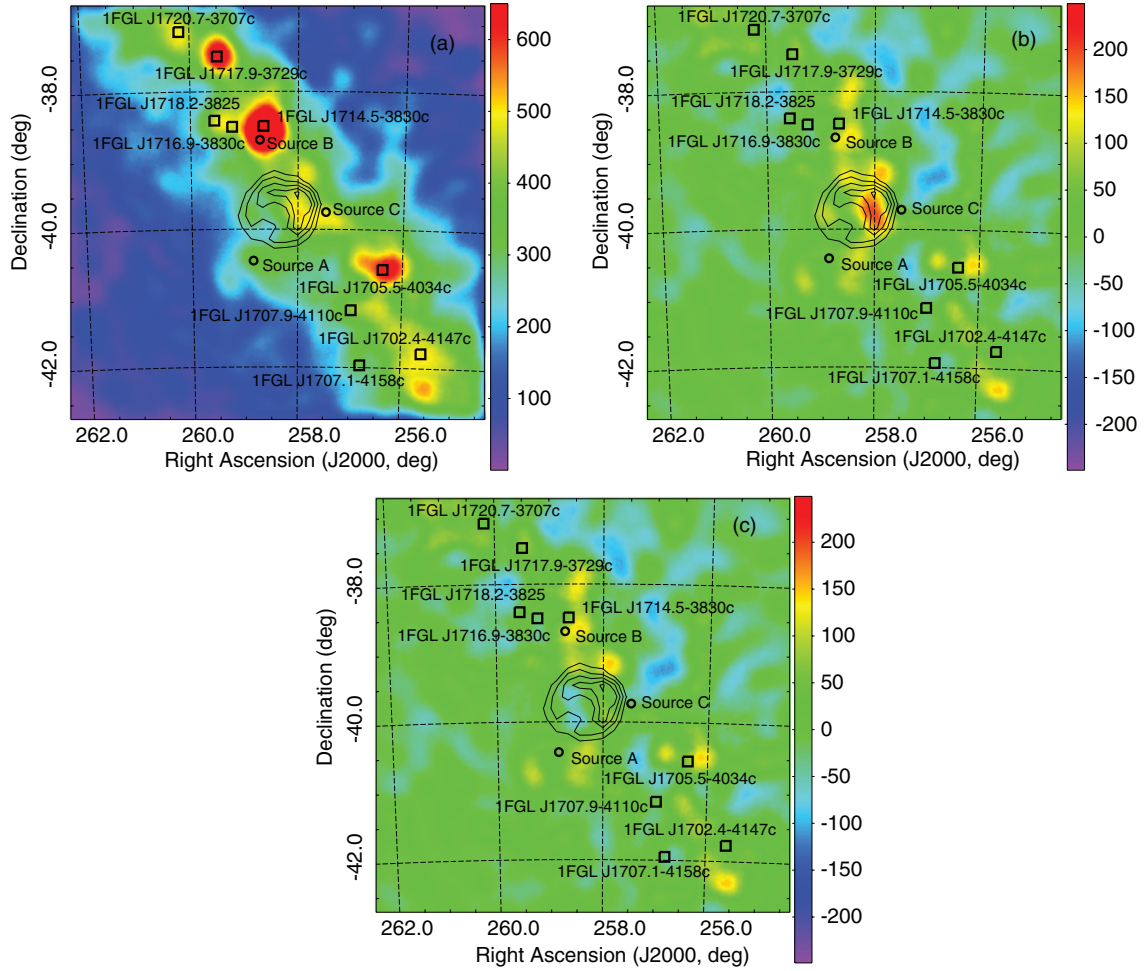 (a)
1FGL J1720.7-3707c
1FGL J1717.9-3729c
1FGL J1718.2-3825
1FGL J1714.5-3830c
1FGL J1716.9-3830c
Source B
Source C
Source A
1FGL J1705.5-4034c
1FGL J1707.9-4110c
1FGL J1702.4-4147c
1FGL J1707.1-4158c
Declination (deg)
-38.0
-40.0
-42.0
262.0 260.0 258.0 256.0
Right Ascension (J2000, deg)
600
500
400
300
200
100
(b)
1FGL J1720.7-3707c
1FGL J1717.9-3729c
1FGL J1718.2-3825
1FGL J1714.5-3830c
1FGL J1716.9-3830c
Source B
Source C
Source A
1FGL J1705.5-4034c
1FGL J1707.9-4110c
1FGL J1702.4-4147c
1FGL J1707.1-4158c
Declination (deg)
-38.0
-40.0
-42.0
262.0 260.0 258.0 256.0
Right Ascension (J2000, deg)
200
150
100
50
0
-50
-100
-150
-200
(c)
1FGL J1720.7-3707c
1FGL J1717.9-3729c
1FGL J1718.2-3825
1FGL J1714.5-3830c
1FGL J1716.9-3830c
Source B
Source C
Source A
1FGL J1705.5-4034c
1FGL J1707.9-4110c
1FGL J1702.4-4147c
1FGL J1707.1-4158c
Declination (deg)
-38.0
-40.0
-42.0
262.0 260.0 258.0 256.0
Right Ascension (J2000, deg)
200
150
100
50
0
-50
-100
-150
-200